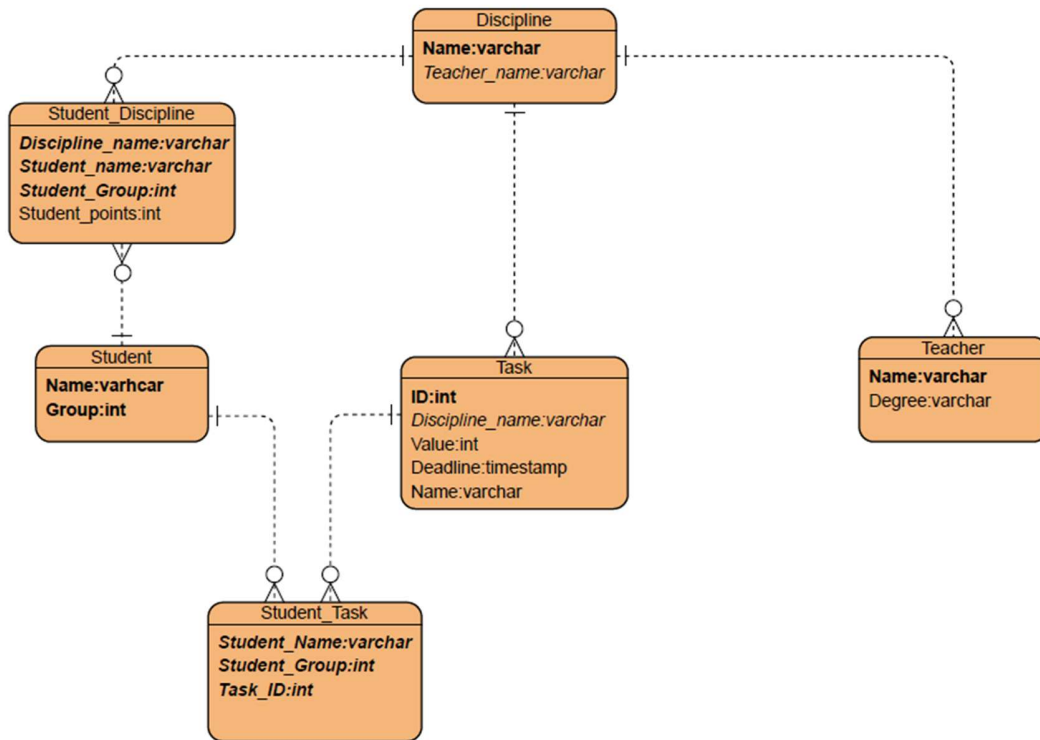 Discipline
Name:varchar
Teacher_name:varchar
Student_Discipline
Discipline_name:varchar
Student_name:varchar
Student_Group:int
Student_points:int
Student
Name:varhcar
Group:int
Task
ID:int
Discipline_name:varchar
Value:int
Deadline:timestamp
Name:varchar
Teacher
Name:varchar
Degree:varchar
Student_Task
Student_Name:varchar
Student_Group:int
Task_ID:int